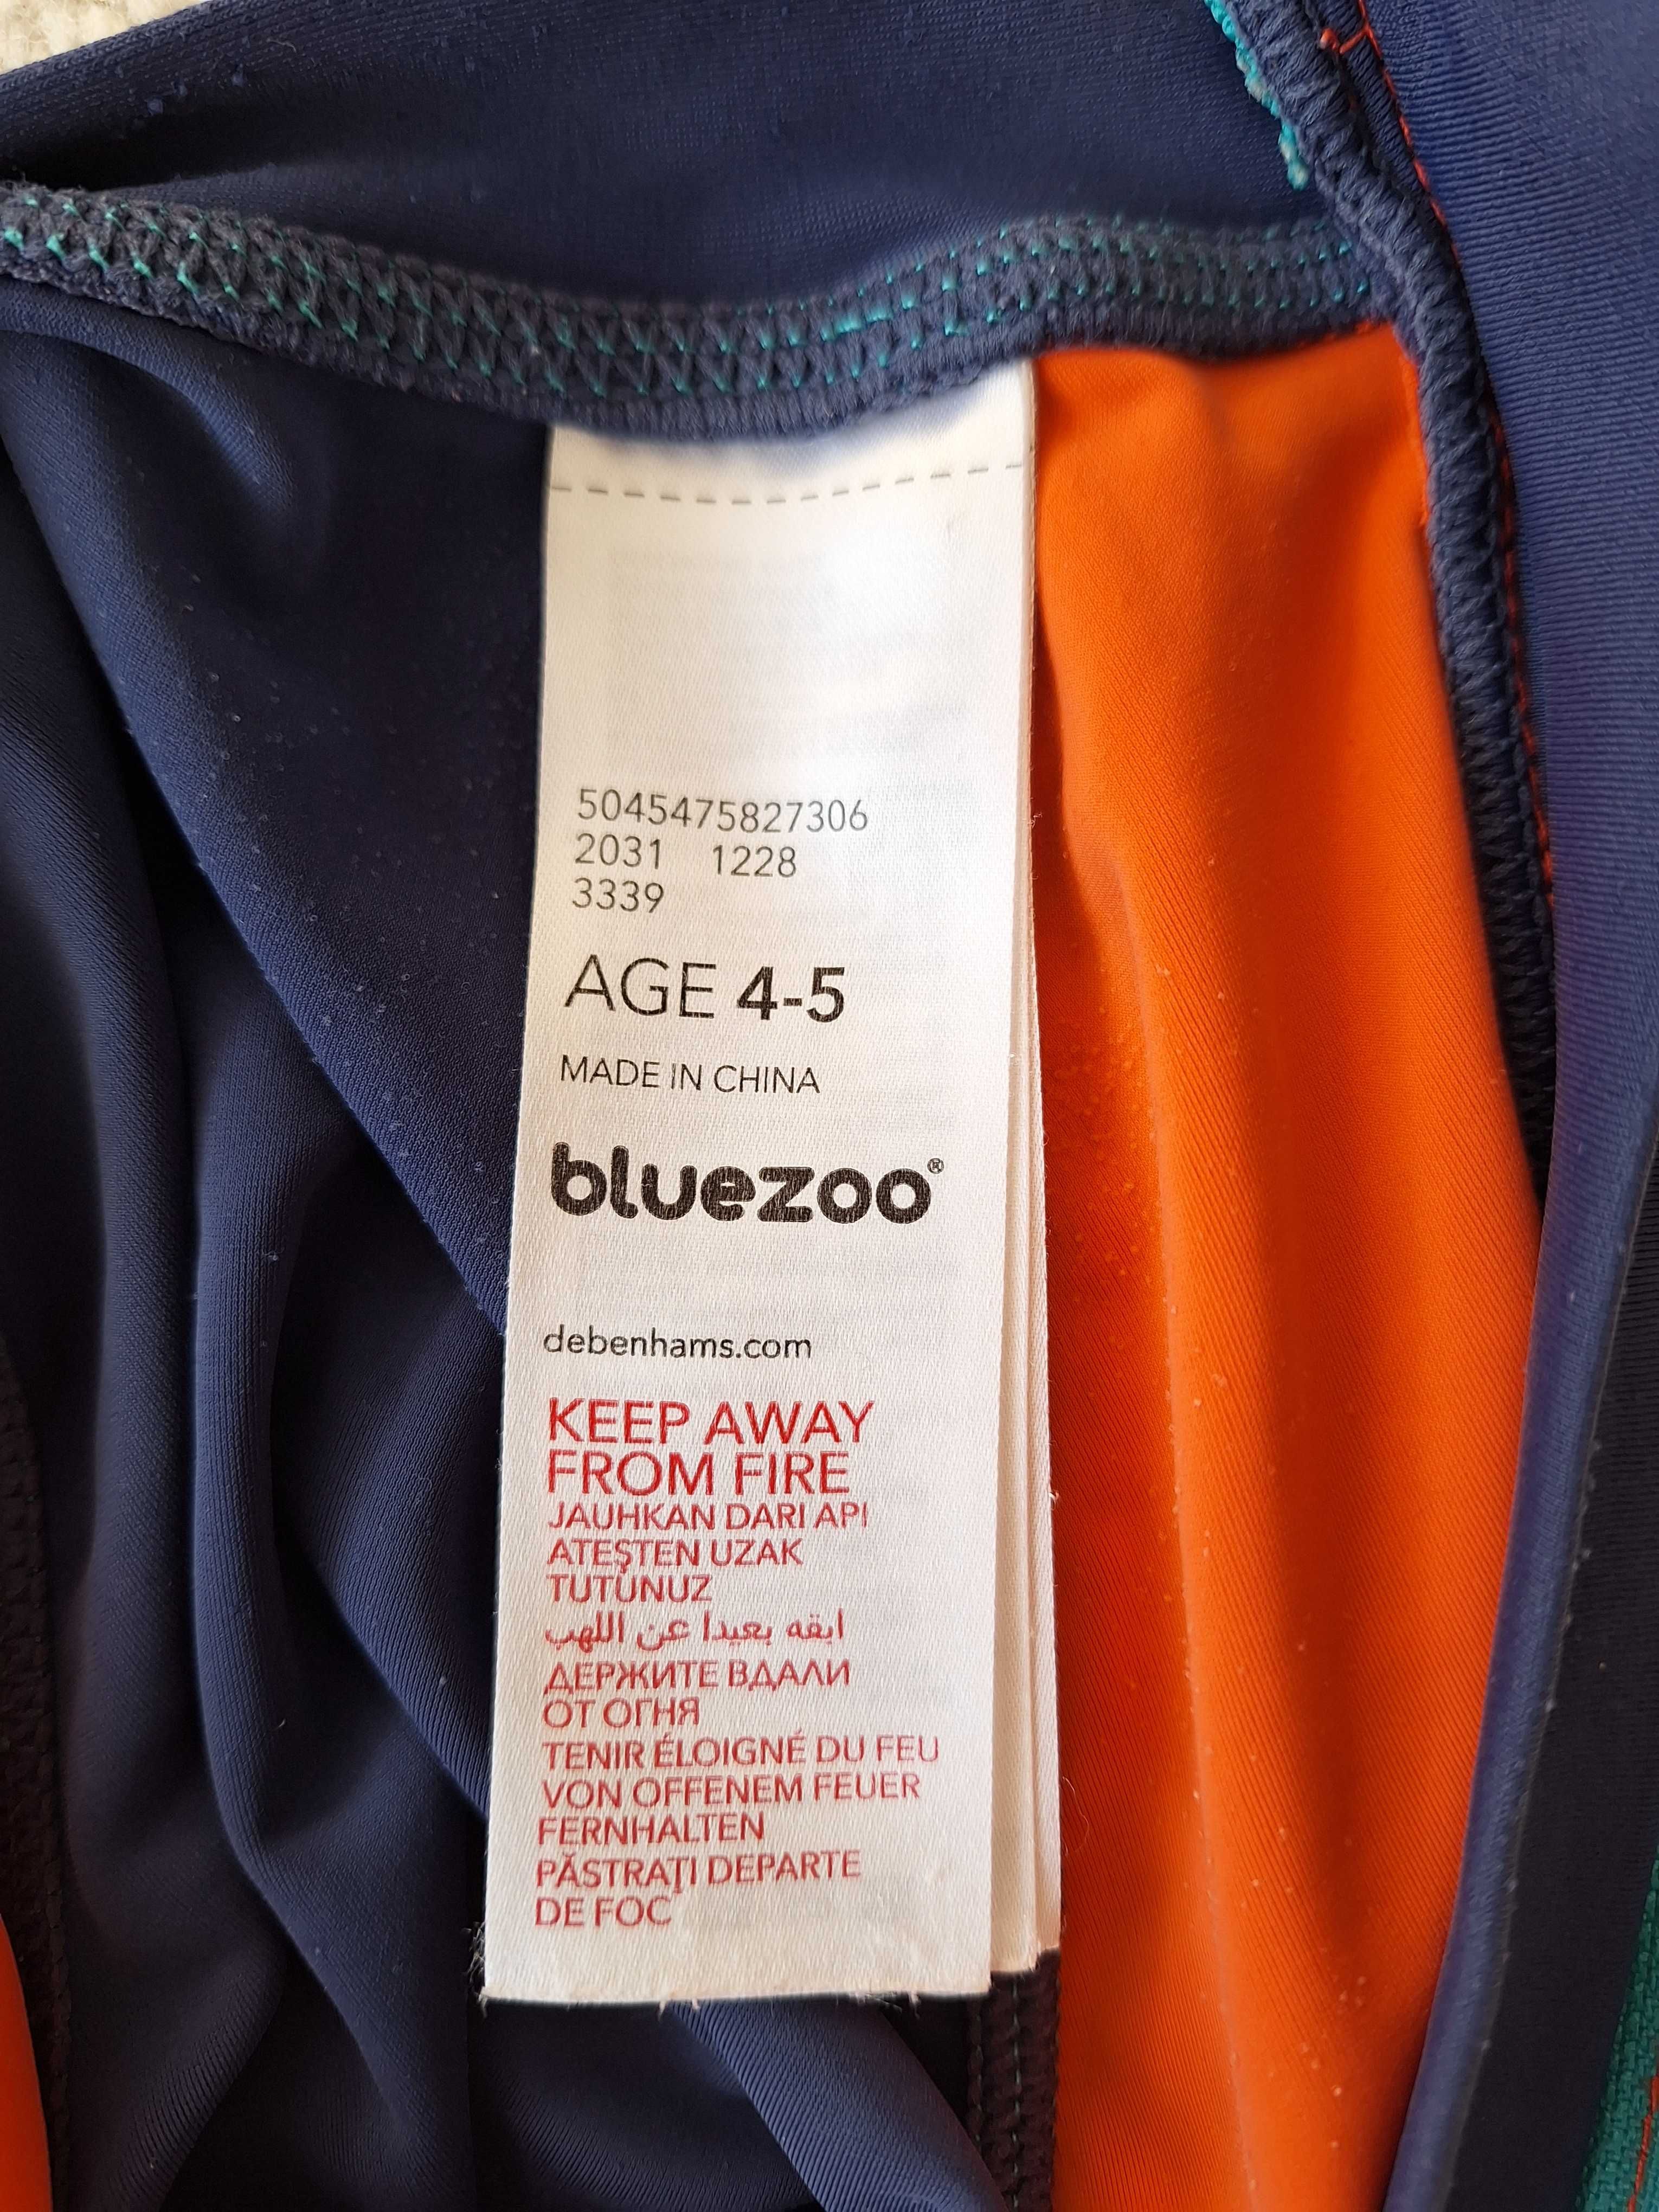 5045475827306
2031 1228
3339
AGE 4-5
MADE IN CHINA
bluezoo®
debenhams.com
KEEP AWAY
FROM FIRE
JAUHKAN DARI API
ATEŞTEN UZAK
TUTUNUZ
ابقه بعيدا عن اللهب
ДЕРЖИТЕ ВДАЛИ
ОТ ОГНЯ
TENIR ÉLOIGNÉ DU FEU
VON OFFENEM FEUER
FERNHALTEN
PĂSTRAŢI DEPARTE
DE FOC